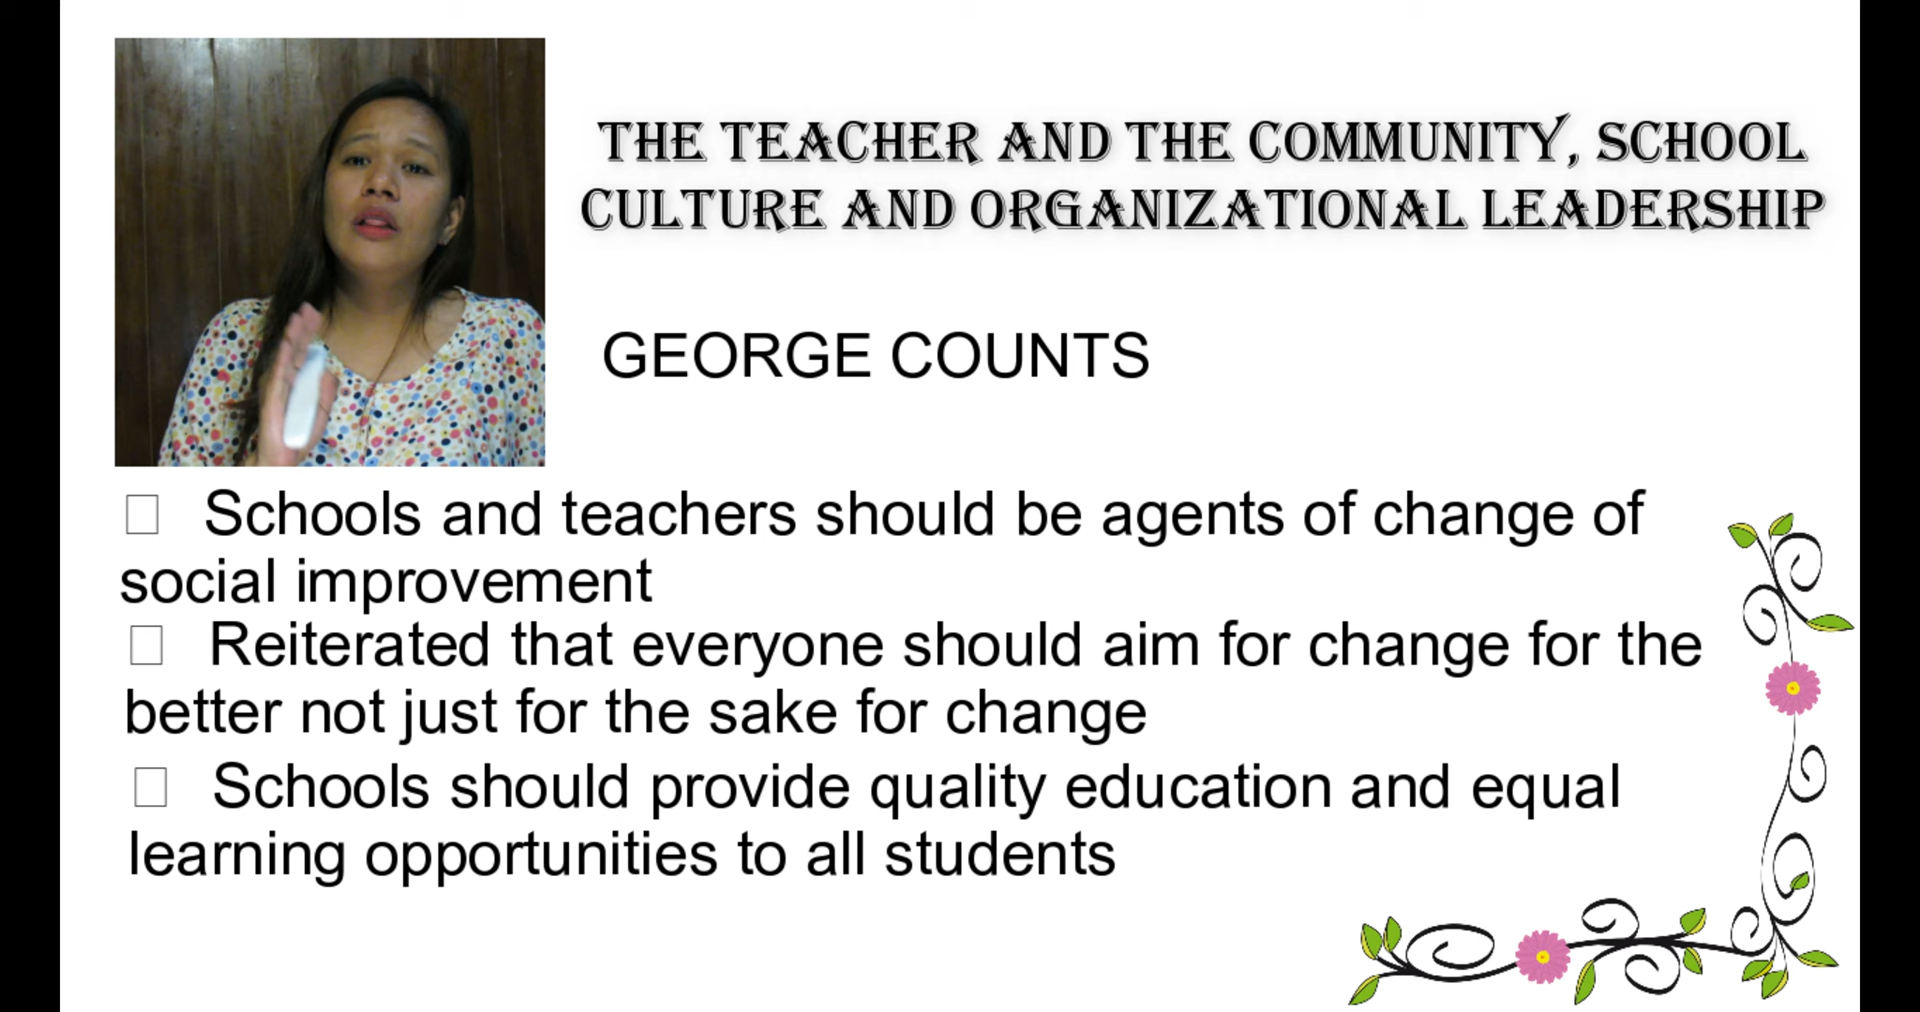 THE TEACHER AND THE COMMUNITY, SCHOOL
CULTURE AND ORGANIZATIONAL LEADERSHIP
GEORGE COUNTS
Schools and teachers should be agents of change of
social improvement
Reiterated that everyone should aim for change for the
better not just for the sake for change
Schools should provide quality education and equal
learning opportunities to all students